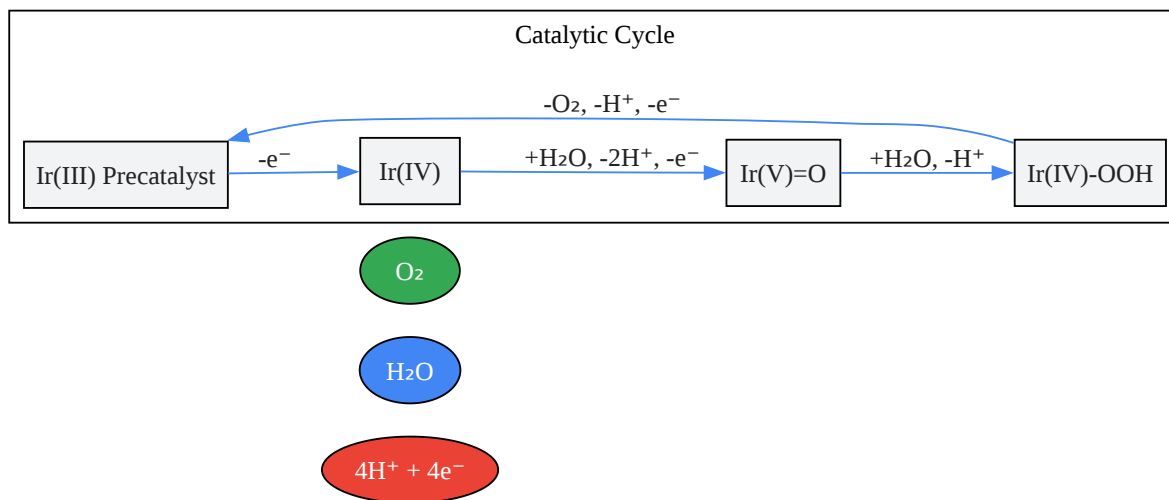 Catalytic Cycle
-O₂, -H⁺, -e⁻
Ir(III) Precatalyst
-e⁻
Ir(IV)
+H₂O, -2H⁺, -e⁻
Ir(V)=O
+H₂O, -H⁺
Ir(IV)-OOH
O₂
H₂O
4H⁺ + 4e⁻